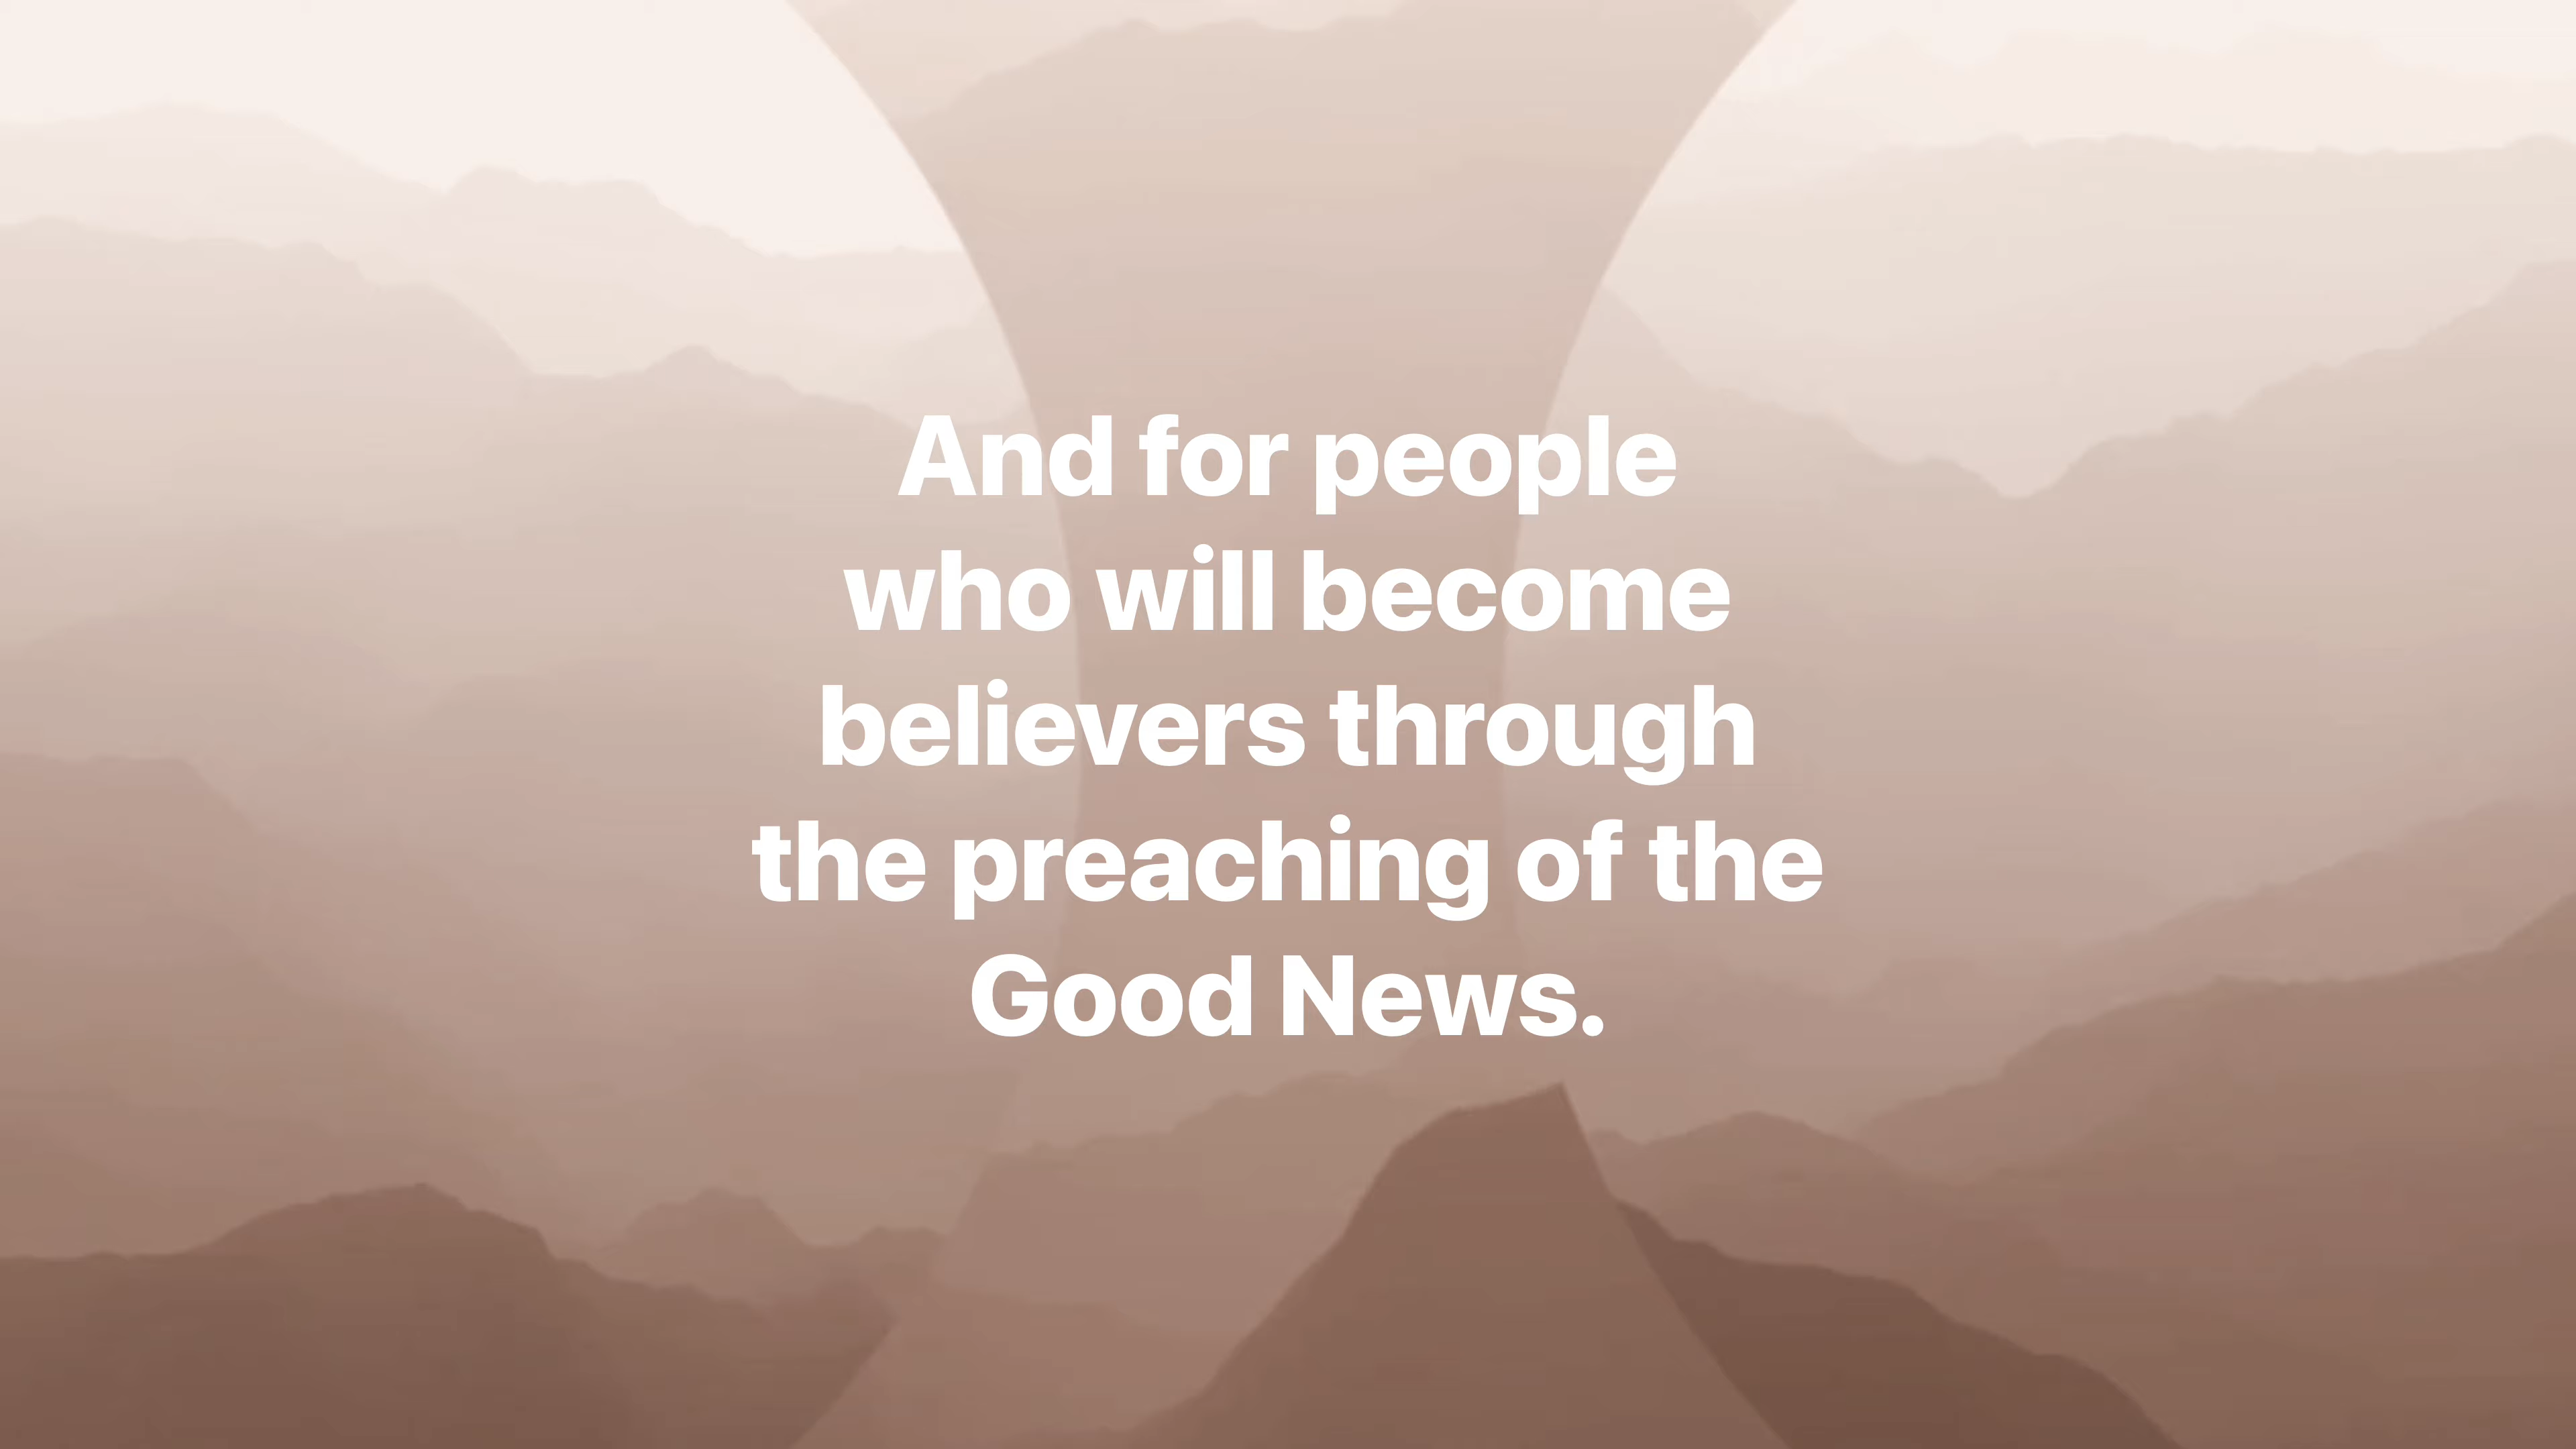 And for people
who will become
believers through
the preaching of the
Good News.